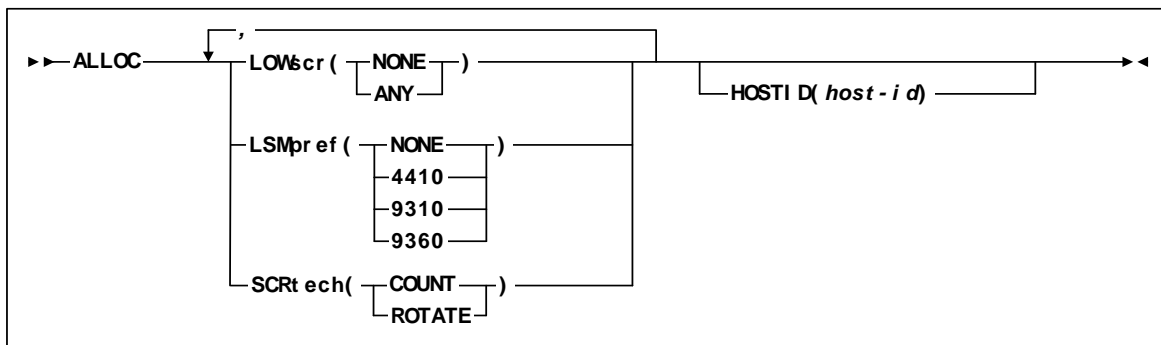 ,
ALLOC LOWscr ( NONE )
ANY
HOSTID( host-id)
LSMpref ( NONE )
4410
9310
9360
SCRtech( COUNT )
ROTATE